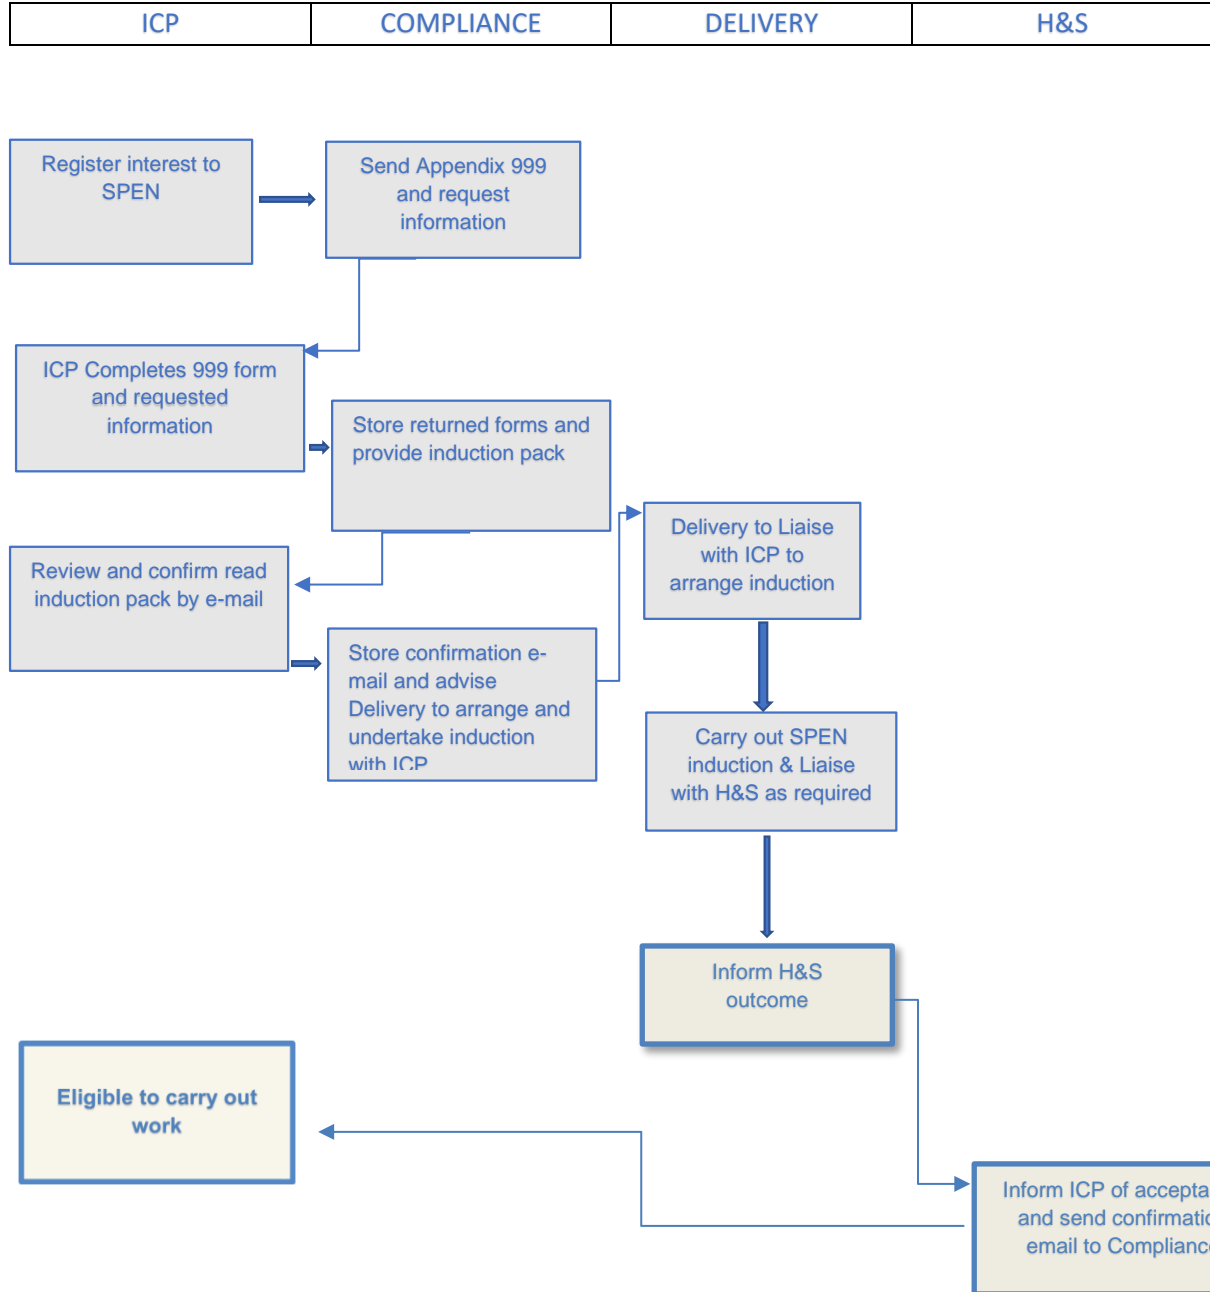 ICP COMPLIANCE DELIVERY H&S
Register interest to
SPEN
Send Appendix 999
and request
information
ICP Completes 999 form
and requested
information
Store returned forms and
provide induction pack
Delivery to Liaise
with ICP to
arrange induction
Review and confirm read
induction pack by e-mail
Store confirmation e-
mail and advise
Delivery to arrange and
undertake induction
with ICP
Carry out SPEN
induction & Liaise
with H&S as required
Inform H&S
outcome
Eligible to carry out
work
Inform ICP of
and send
email to Compliance